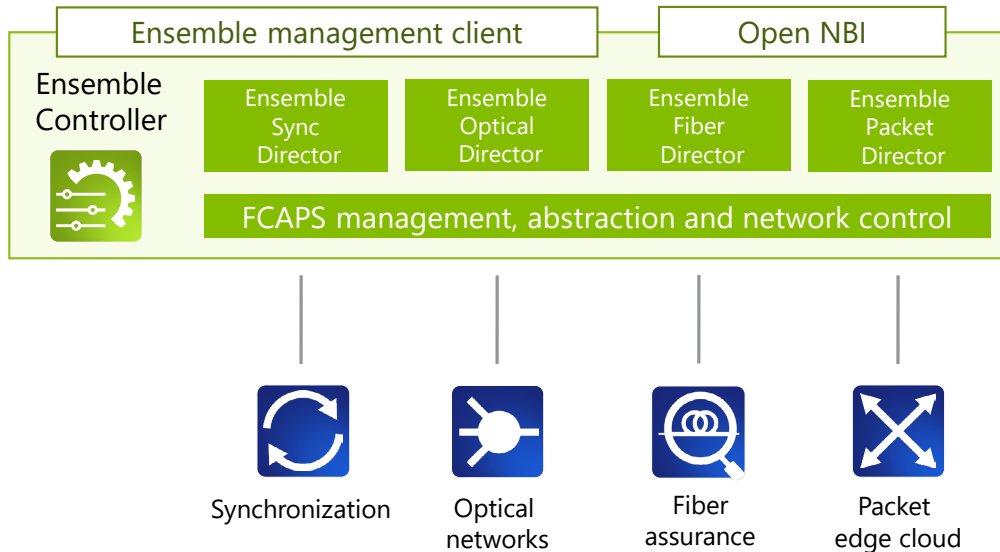 Ensemble management client
Open NBI
Ensemble
Controller
Ensemble
Sync
Director
Ensemble
Optical
Director
Ensemble
Fiber
Director
Ensemble
Packet
Director
FCAPS management, abstraction and network control
Synchronization
Optical
networks
Fiber
assurance
Packet
edge cloud